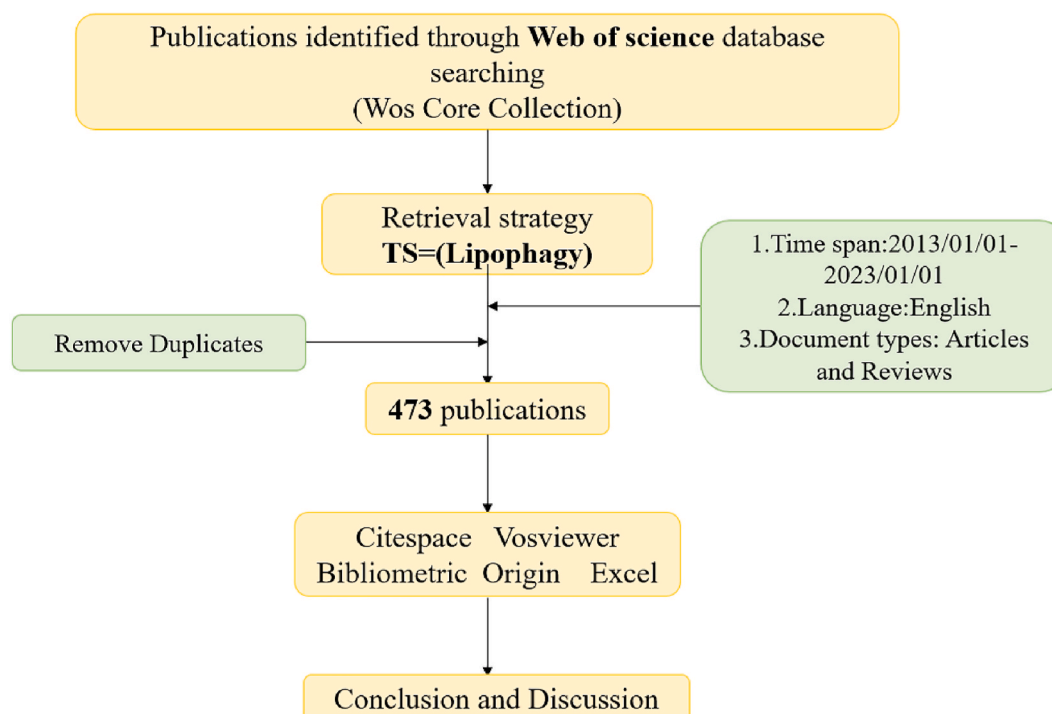 Publications identified through Web of science database
searching
(Wos Core Collection)
Retrieval strategy
TS=(Lipophagy)
1.Time span:2013/01/01-
2023/01/01
2.Language:English
3.Document types: Articles
and Reviews
Remove Duplicates
473 publications
Citespace Vosviewer
Bibliometric Origin Excel
Conclusion and Discussion